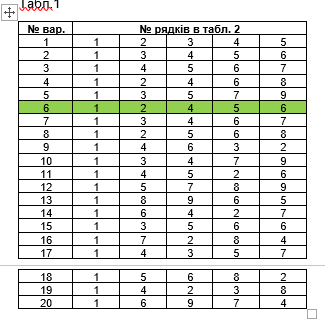 Табл.1
№ вар. № рядків в табл. 2
1 1 2 3 4 5
2 1 3 4 5 6
3 1 4 5 6 7
4 1 2 4 6 8
5 1 3 5 7 9
6 1 2 4 5 6
7 1 3 4 6 7
8 1 2 5 6 8
9 1 4 6 3 2
10 1 3 4 7 9
11 1 4 5 2 6
12 1 5 7 8 9
13 1 8 9 6 5
14 1 6 4 2 7
15 1 3 5 6 6
16 1 7 2 8 4
17 1 4 3 5 7
18 1 5 6 8 2
19 1 4 2 3 8
20 1 6 9 7 4